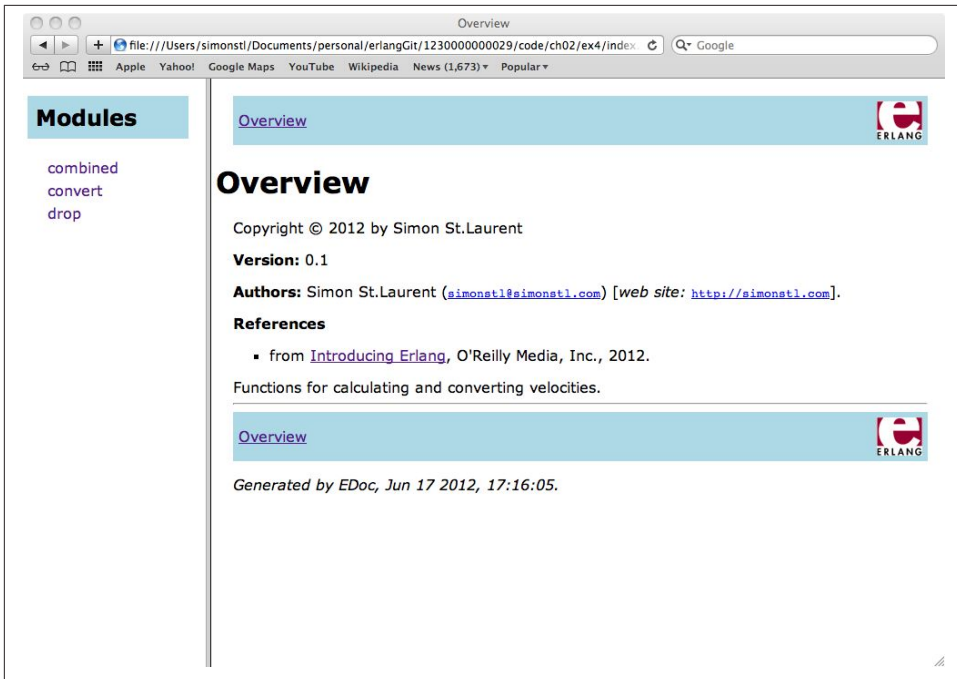 Overview
file:///Users/simonstl/Documents/personal/erlangGit/1230000000029/code/ch02/ex4/index.
Google
Apple Yahoo! Google Maps YouTube Wikipedia News (1,673) Popular
Modules
combined
convert
drop
Overview
ERLANG
Overview
Copyright © 2012 by Simon St.Laurent
Version: 0.1
Authors: Simon St.Laurent (simonstl@simonstl.com) [web site: http://simonstl.com].
References
▪ from Introducing Erlang, O'Reilly Media, Inc., 2012.
Functions for calculating and converting velocities.
Overview
ERLANG
Generated by EDoc, Jun 17 2012, 17:16:05.